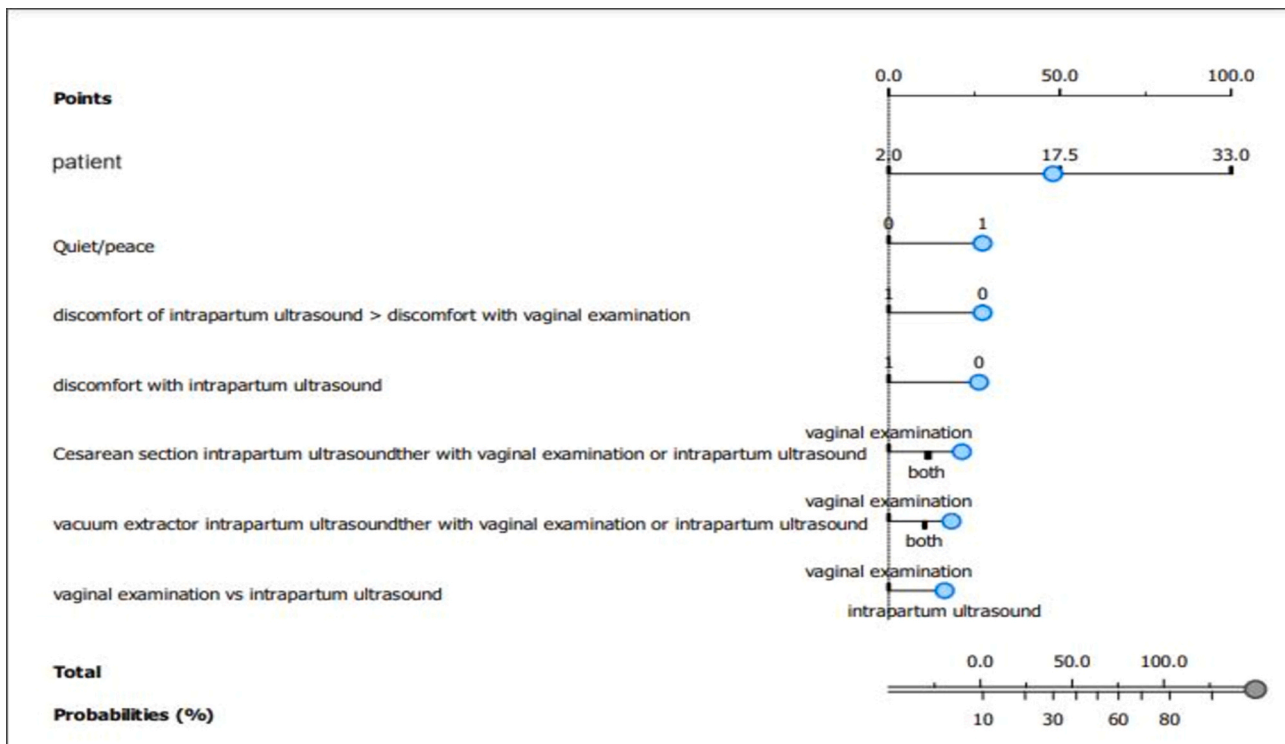 0.0 50.0 100.0
Points
2.0 17.5 33.0
patient
0 1
Quiet/peace
1 0
discomfort of intrapartum ultrasound > discomfort with vaginal examination
1 0
discomfort with intrapartum ultrasound
vaginal examination
Cesarean section intrapartum ultrasoundther with vaginal examination or intrapartum ultrasound
both
vaginal examination
vacuum extractor intrapartum ultrasoundther with vaginal examination or intrapartum ultrasound
both
vaginal examination
vaginal examination vs intrapartum ultrasound
intrapartum ultrasound
0.0 50.0 100.0
Total
Probabilities (%)
10 30 60 80